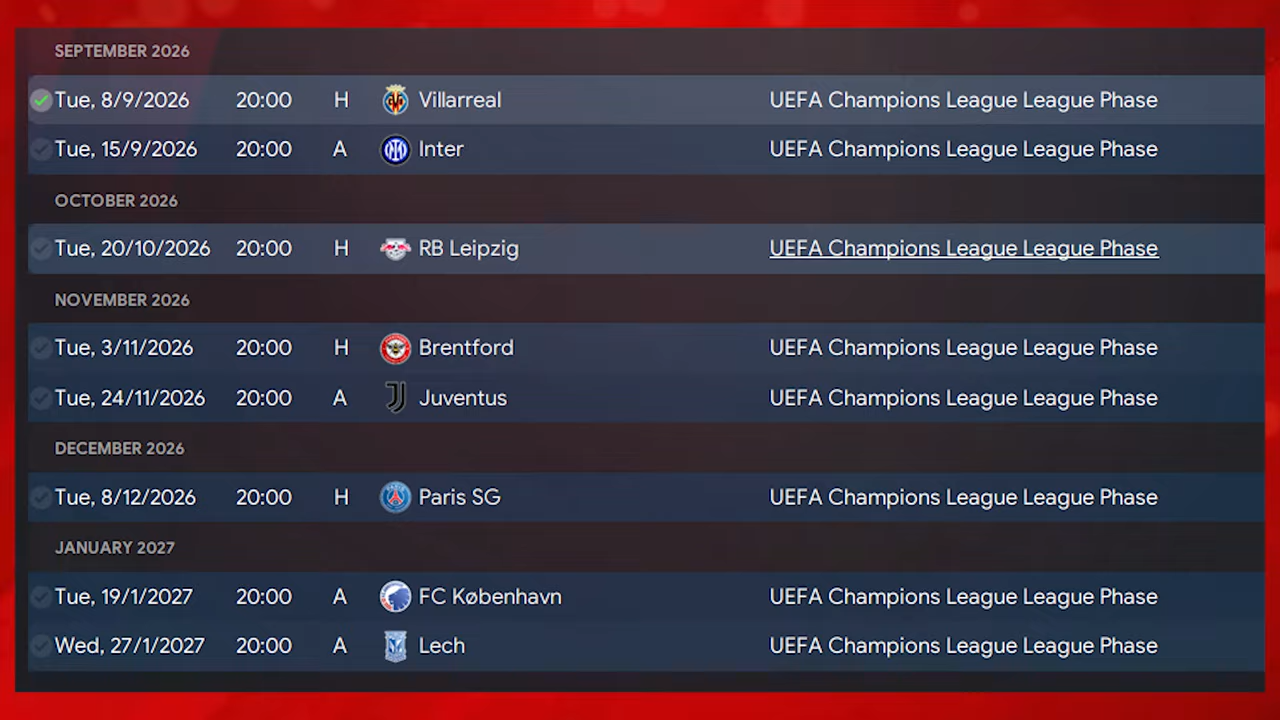 SEPTEMBER 2026
Tue, 8/9/2026 20:00 H Villarreal UEFA Champions League League Phase
Tue, 15/9/2026 20:00 A Inter UEFA Champions League League Phase
OCTOBER 2026
Tue, 20/10/2026 20:00 H RB Leipzig UEFA Champions League League Phase
NOVEMBER 2026
Tue, 3/11/2026 20:00 H Brentford UEFA Champions League League Phase
Tue, 24/11/2026 20:00 A Juventus UEFA Champions League League Phase
DECEMBER 2026
Tue, 8/12/2026 20:00 H Paris SG UEFA Champions League League Phase
JANUARY 2027
Tue, 19/1/2027 20:00 A FC København UEFA Champions League League Phase
Wed, 27/1/2027 20:00 A Lech UEFA Champions League League Phase